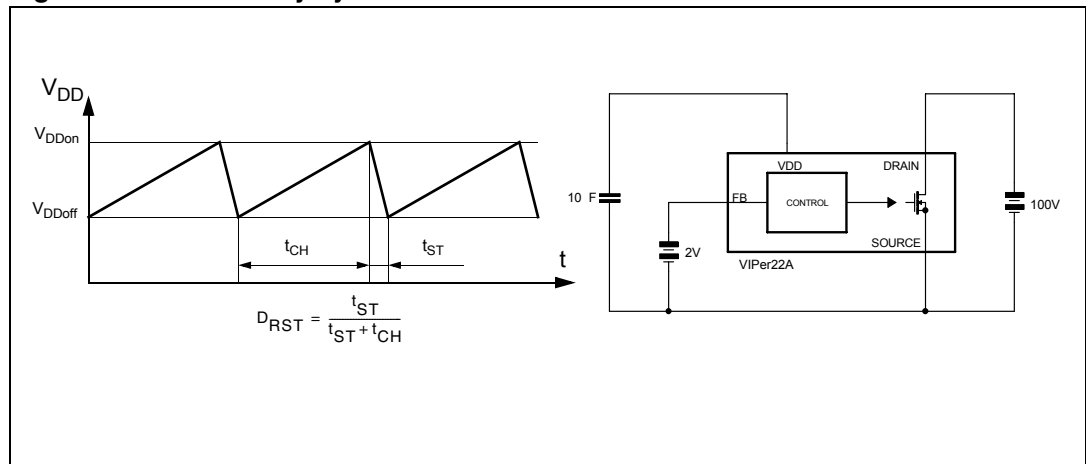 V_DD
V_DDon
V_DDoff
t_CH
t_ST
t
D_RST = t_ST / (t_ST + t_CH)
10 F
FB
VDD
DRAIN
CONTROL
SOURCE
2V
100V
VIPer22A